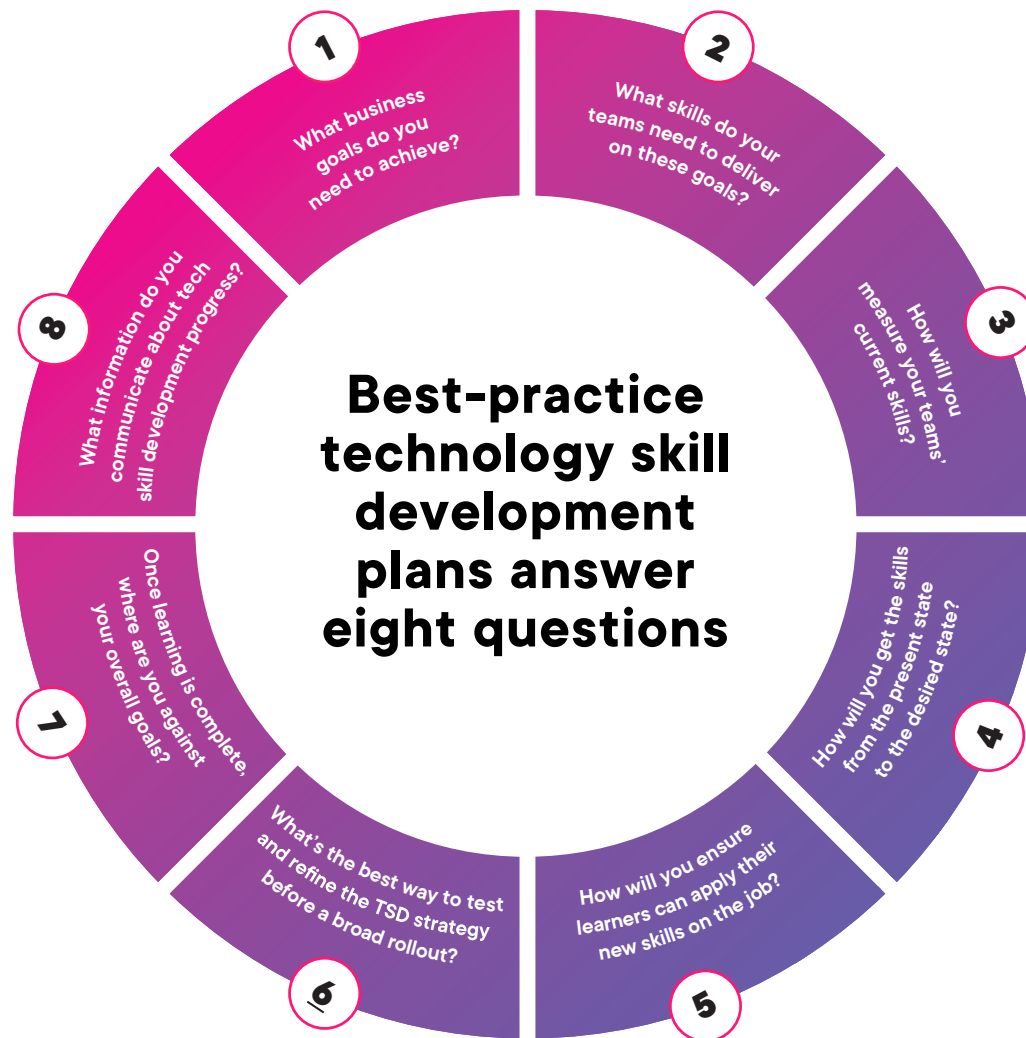 Best-practice
technology skill
development
plans answer
eight questions
1
What business
goals do you
need to achieve?
2
What skills do your
teams need to deliver
on these goals?
3
How will you
measure your teams'
current skills?
4
How will you get the skills
from the present state
to the desired state?
5
How will you ensure
learners can apply their
new skills on the job?
6
What's the best way to test
and refine the TSD strategy
before a broad rollout?
7
Once learning is complete,
where are you against
your overall goals?
8
What information do you
communicate about tech
skill development progress?